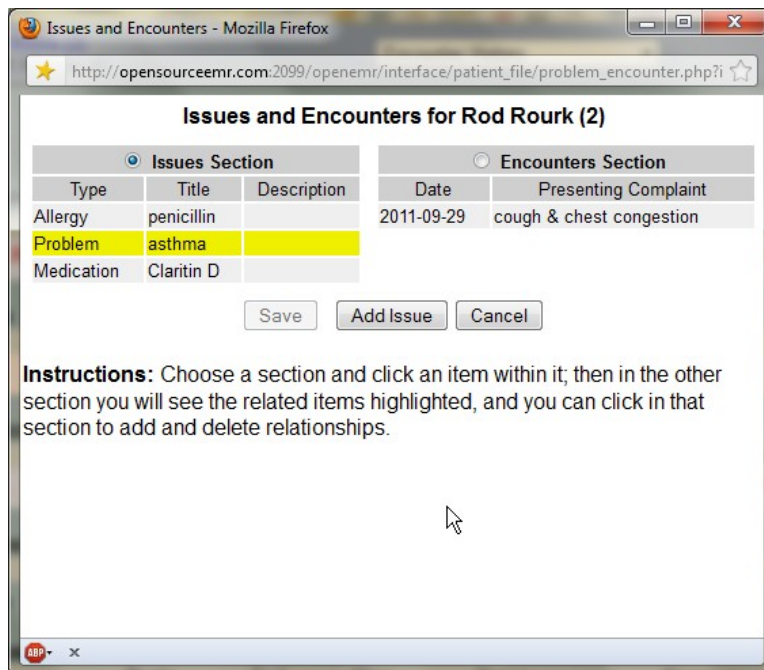 Issues and Encounters - Mozilla Firefox
http://opensourceemr.com:2099/openemr/interface/patient_file/problem_encounter.php?i
Issues and Encounters for Rod Rourk (2)
Issues Section Encounters Section
Type Title Description Date Presenting Complaint
Allergy penicillin 2011-09-29 cough & chest congestion
Problem asthma
Medication Claritin D
Save Add Issue Cancel
Instructions: Choose a section and click an item within it; then in the other
section you will see the related items highlighted, and you can click in that
section to add and delete relationships.
ABP